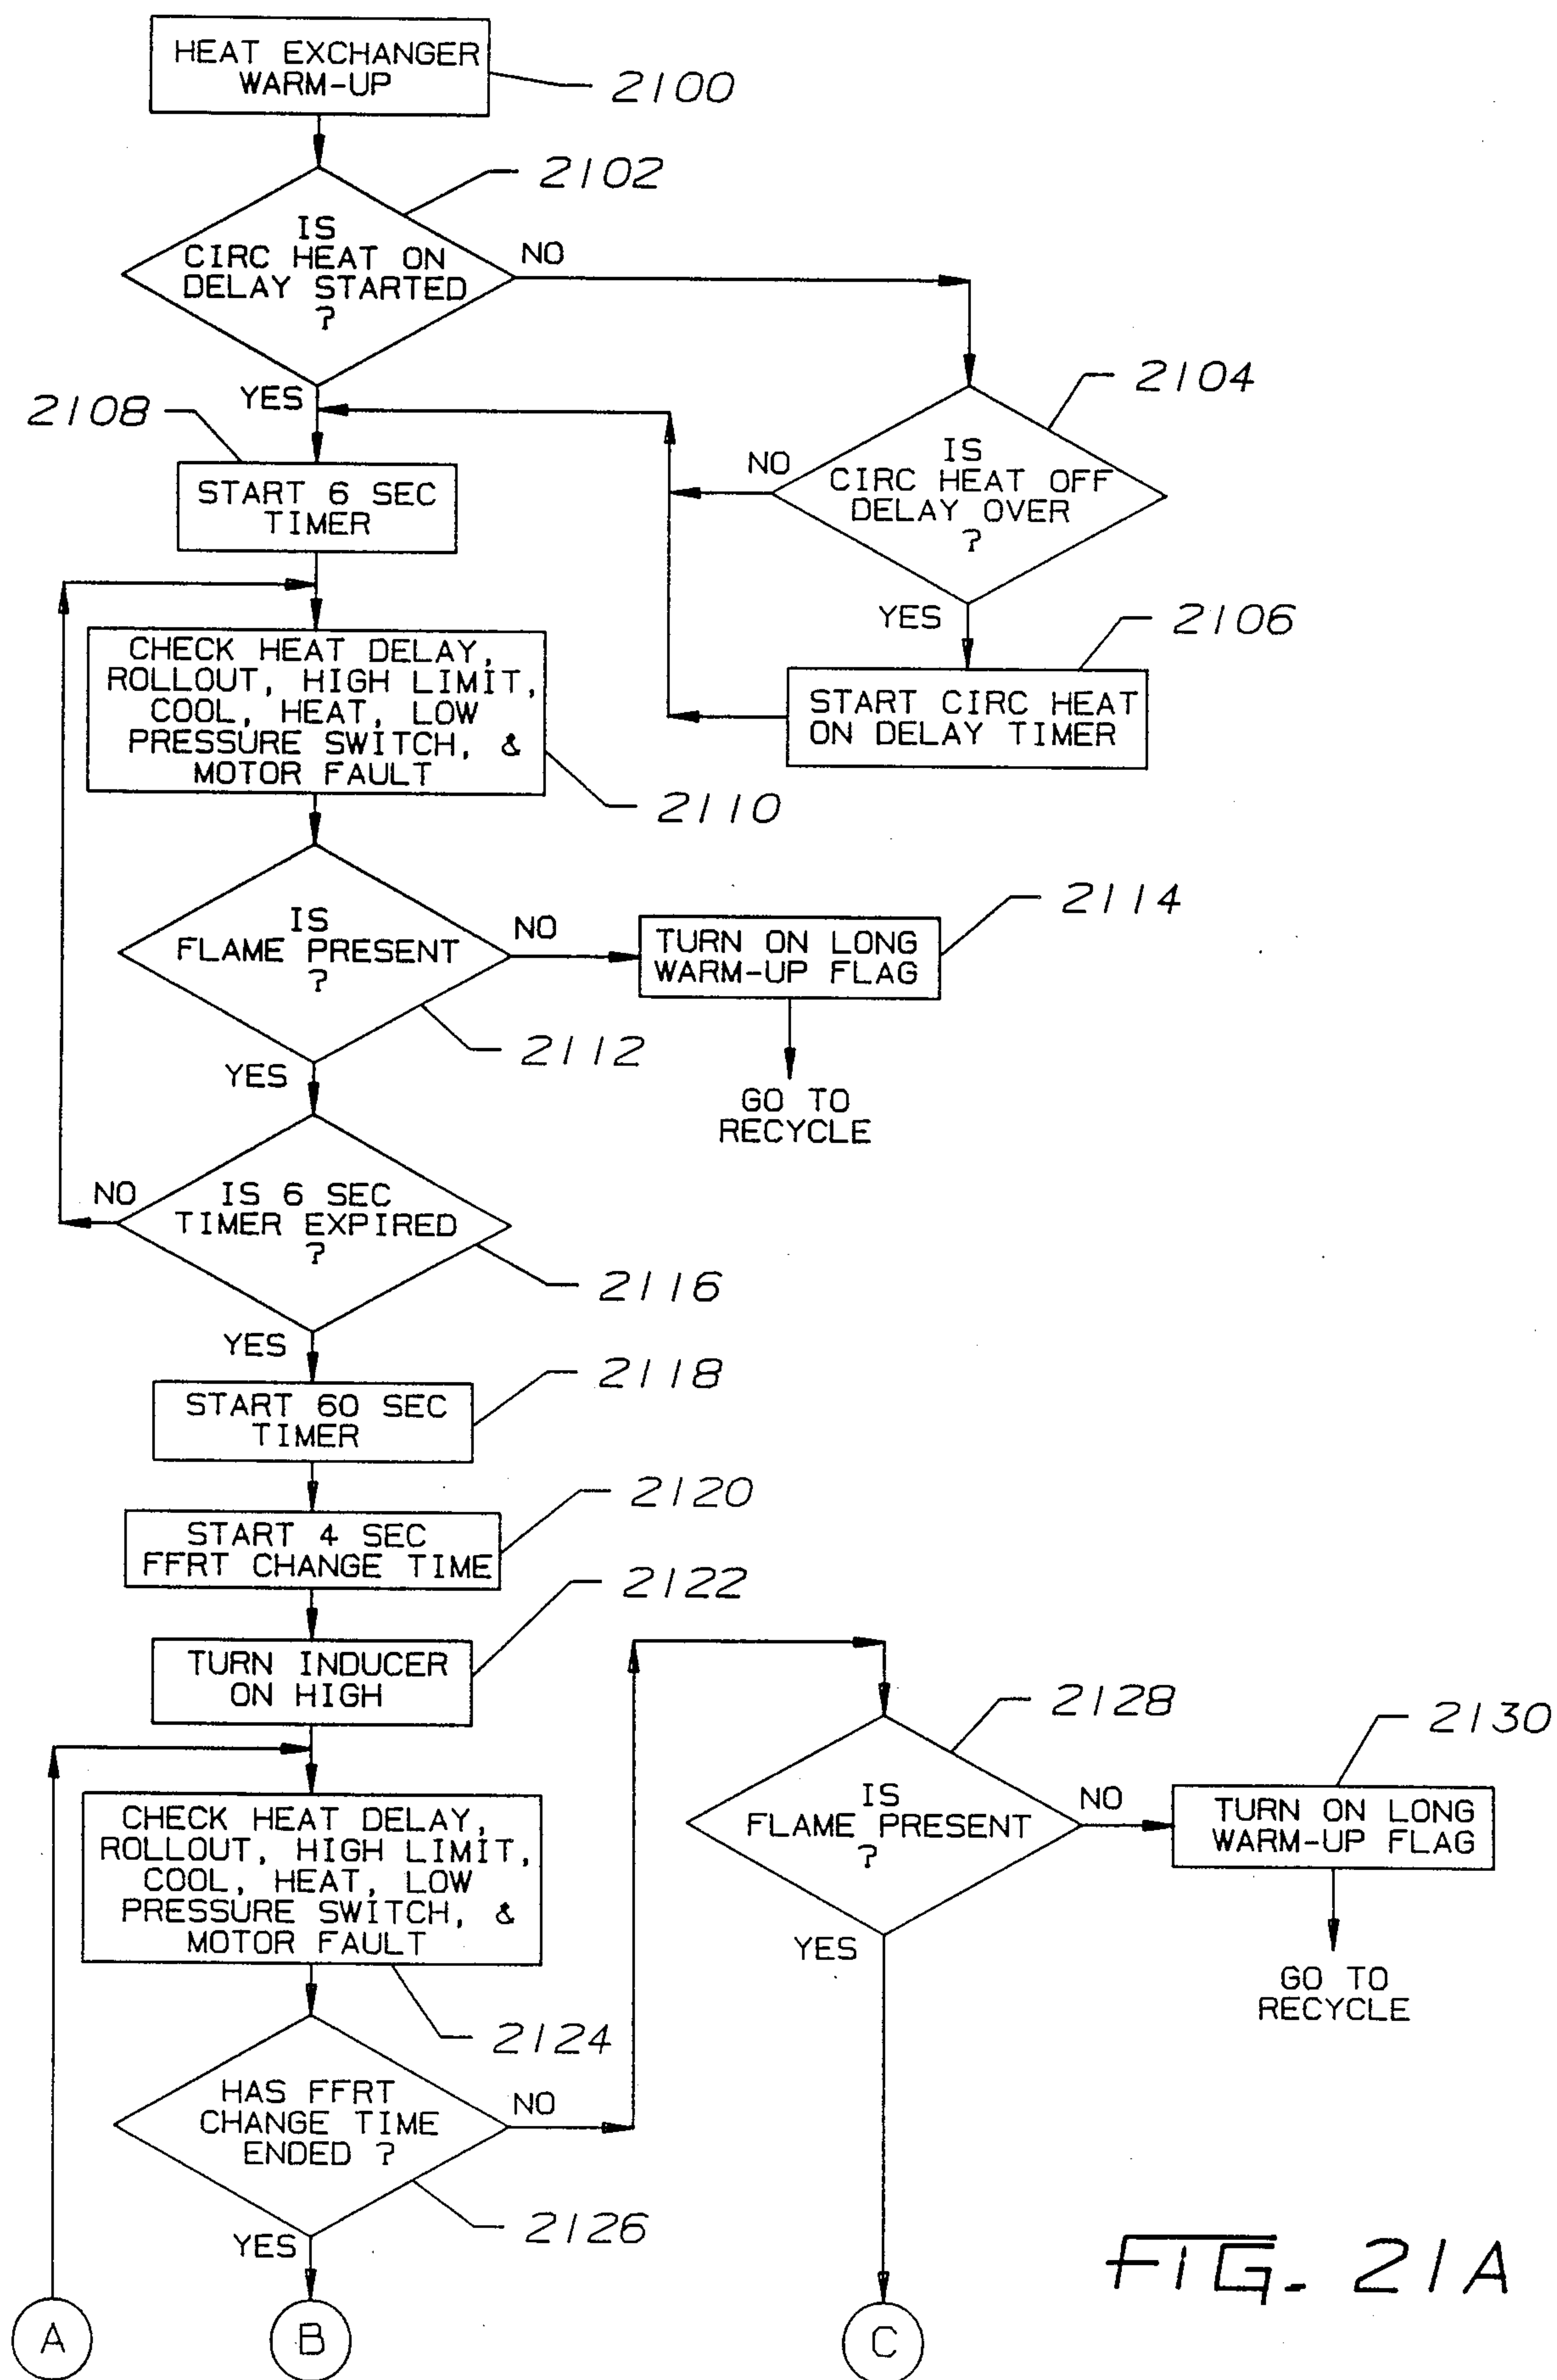 HEAT EXCHANGER
WARM-UP
2100
2102
IS
CIRC HEAT ON
DELAY STARTED
?
NO
YES
2104
IS
CIRC HEAT OFF
DELAY OVER
?
NO
YES
2106
START CIRC HEAT
ON DELAY TIMER
2108
START 6 SEC
TIMER
CHECK HEAT DELAY,
ROLLOUT, HIGH LIMIT,
COOL, HEAT, LOW
PRESSURE SWITCH, &
MOTOR FAULT
2110
IS
FLAME PRESENT
?
NO
2112
YES
TURN ON LONG
WARM-UP FLAG
2114
GO TO
RECYCLE
IS 6 SEC
TIMER EXPIRED
?
NO
2116
YES
START 60 SEC
TIMER
2118
START 4 SEC
FFRT CHANGE TIME
2120
TURN INDUCER
ON HIGH
2122
CHECK HEAT DELAY,
ROLLOUT, HIGH LIMIT,
COOL, HEAT, LOW
PRESSURE SWITCH, &
MOTOR FAULT
2124
HAS FFRT
CHANGE TIME
ENDED ?
NO
2126
YES
2128
IS
FLAME PRESENT
?
NO
YES
2130
TURN ON LONG
WARM-UP FLAG
GO TO
RECYCLE
A
B
C
FIG. 21A